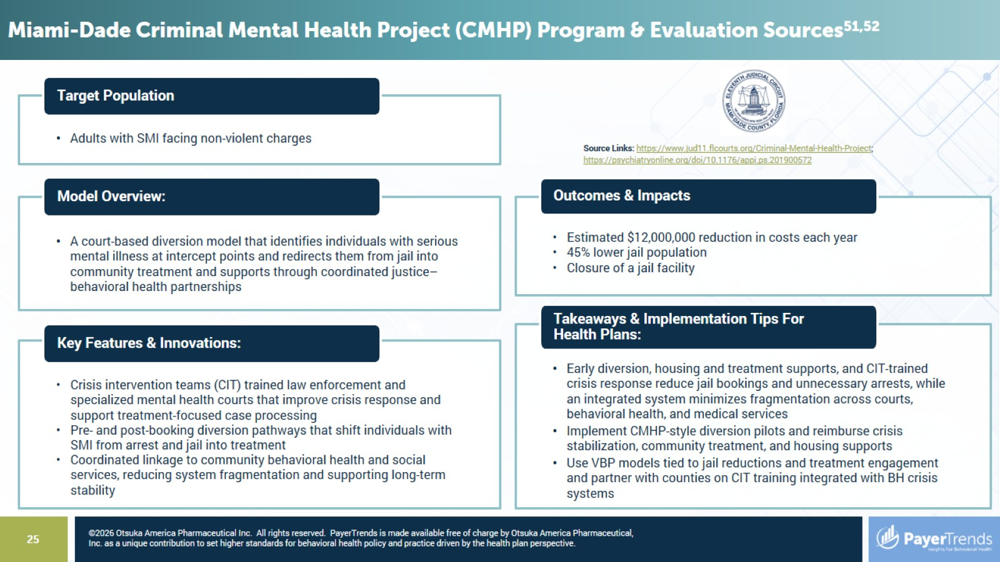 Miami-Dade Criminal Mental Health Project (CMHP) Program & Evaluation Sources51,52
Target Population
• Adults with SMI facing non-violent charges
Model Overview:
• A court-based diversion model that identifies individuals with serious
mental illness at intercept points and redirects them from jail into
community treatment and supports through coordinated justice–
behavioral health partnerships
Key Features & Innovations:
• Crisis intervention teams (CIT) trained law enforcement and
specialized mental health courts that improve crisis response and
support treatment-focused case processing
• Pre- and post-booking diversion pathways that shift individuals with
SMI from arrest and jail into treatment
• Coordinated linkage to community behavioral health and social
services, reducing system fragmentation and supporting long-term
stability
ELEVENTH JUDICIAL CIRCUIT
MIAMI-DADE COUNTY, FLORIDA
Source Links: https://www.jud11.flcourts.org/Criminal-Mental-Health-Project;
https://psychiatryonline.org/doi/10.1176/appi.ps.201900572
Outcomes & Impacts
• Estimated $12,000,000 reduction in costs each year
• 45% lower jail population
• Closure of a jail facility
Takeaways & Implementation Tips For
Health Plans:
• Early diversion, housing and treatment supports, and CIT-trained
crisis response reduce jail bookings and unnecessary arrests, while
an integrated system minimizes fragmentation across courts,
behavioral health, and medical services
• Implement CMHP-style diversion pilots and reimburse crisis
stabilization, community treatment, and housing supports
• Use VBP models tied to jail reductions and treatment engagement
and partner with counties on CIT training integrated with BH crisis
systems
25
©2026 Otsuka America Pharmaceutical Inc. All rights reserved. PayerTrends is made available free of charge by Otsuka America Pharmaceutical,
Inc. as a unique contribution to set higher standards for behavioral health policy and practice driven by the health plan perspective.
PayerTrends
Insights For Behavioral Health